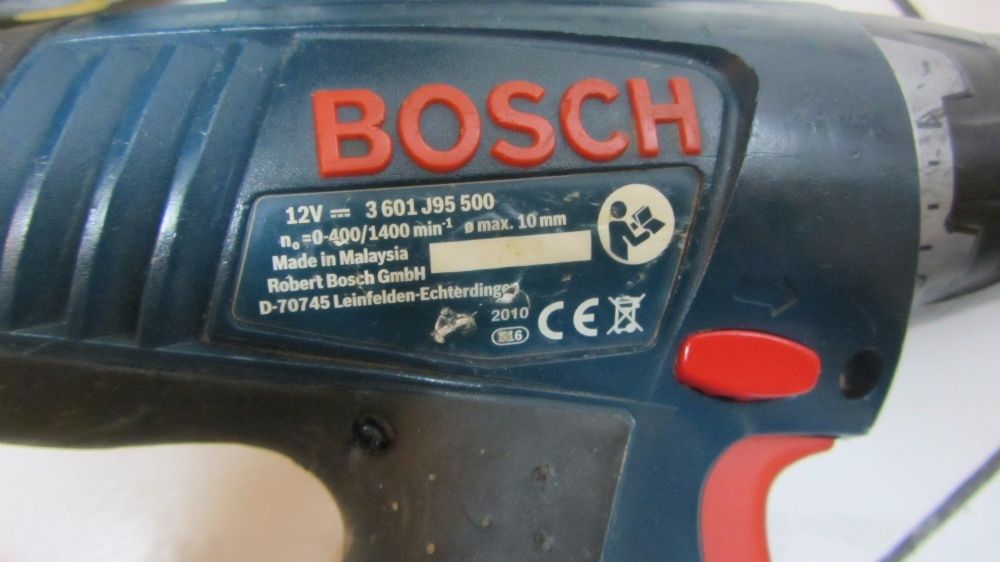 BOSCH
12V ⎓ 3 601 J95 500
n₀=0-400/1400 min⁻¹ ø max. 10 mm
Made in Malaysia
Robert Bosch GmbH
D-70745 Leinfelden-Echterdinge
2010
CE